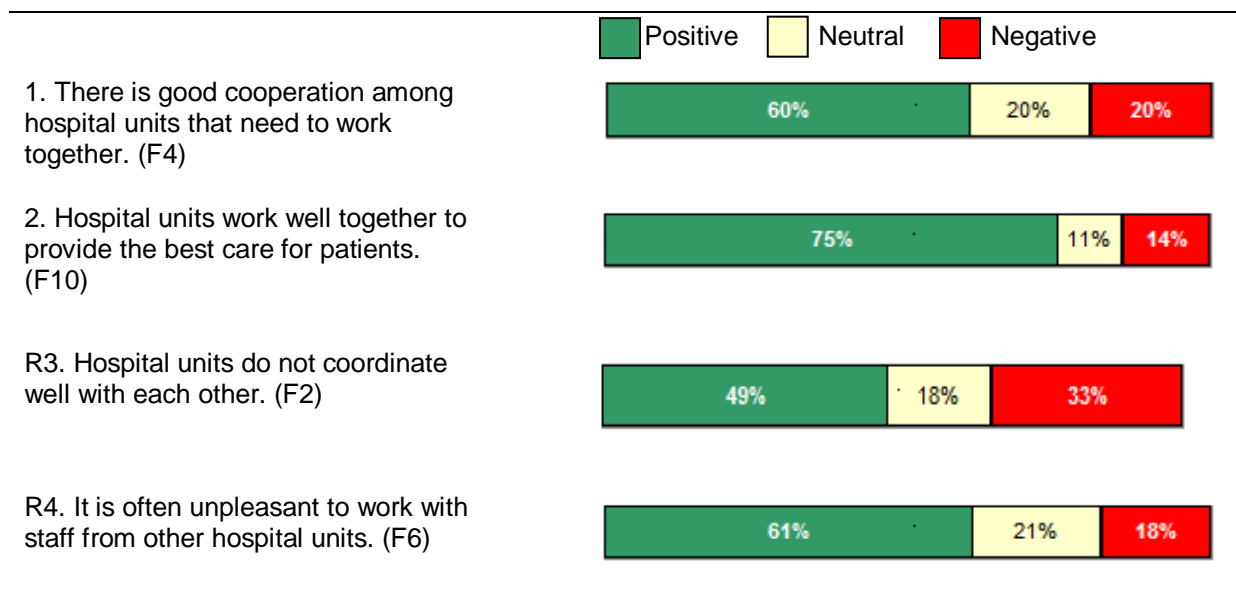 Positive Neutral Negative
1. There is good cooperation among
hospital units that need to work
together. (F4)
60% 20% 20%
2. Hospital units work well together to
provide the best care for patients.
(F10)
75% 11% 14%
R3. Hospital units do not coordinate
well with each other. (F2)
49% 18% 33%
R4. It is often unpleasant to work with
staff from other hospital units. (F6)
61% 21% 18%